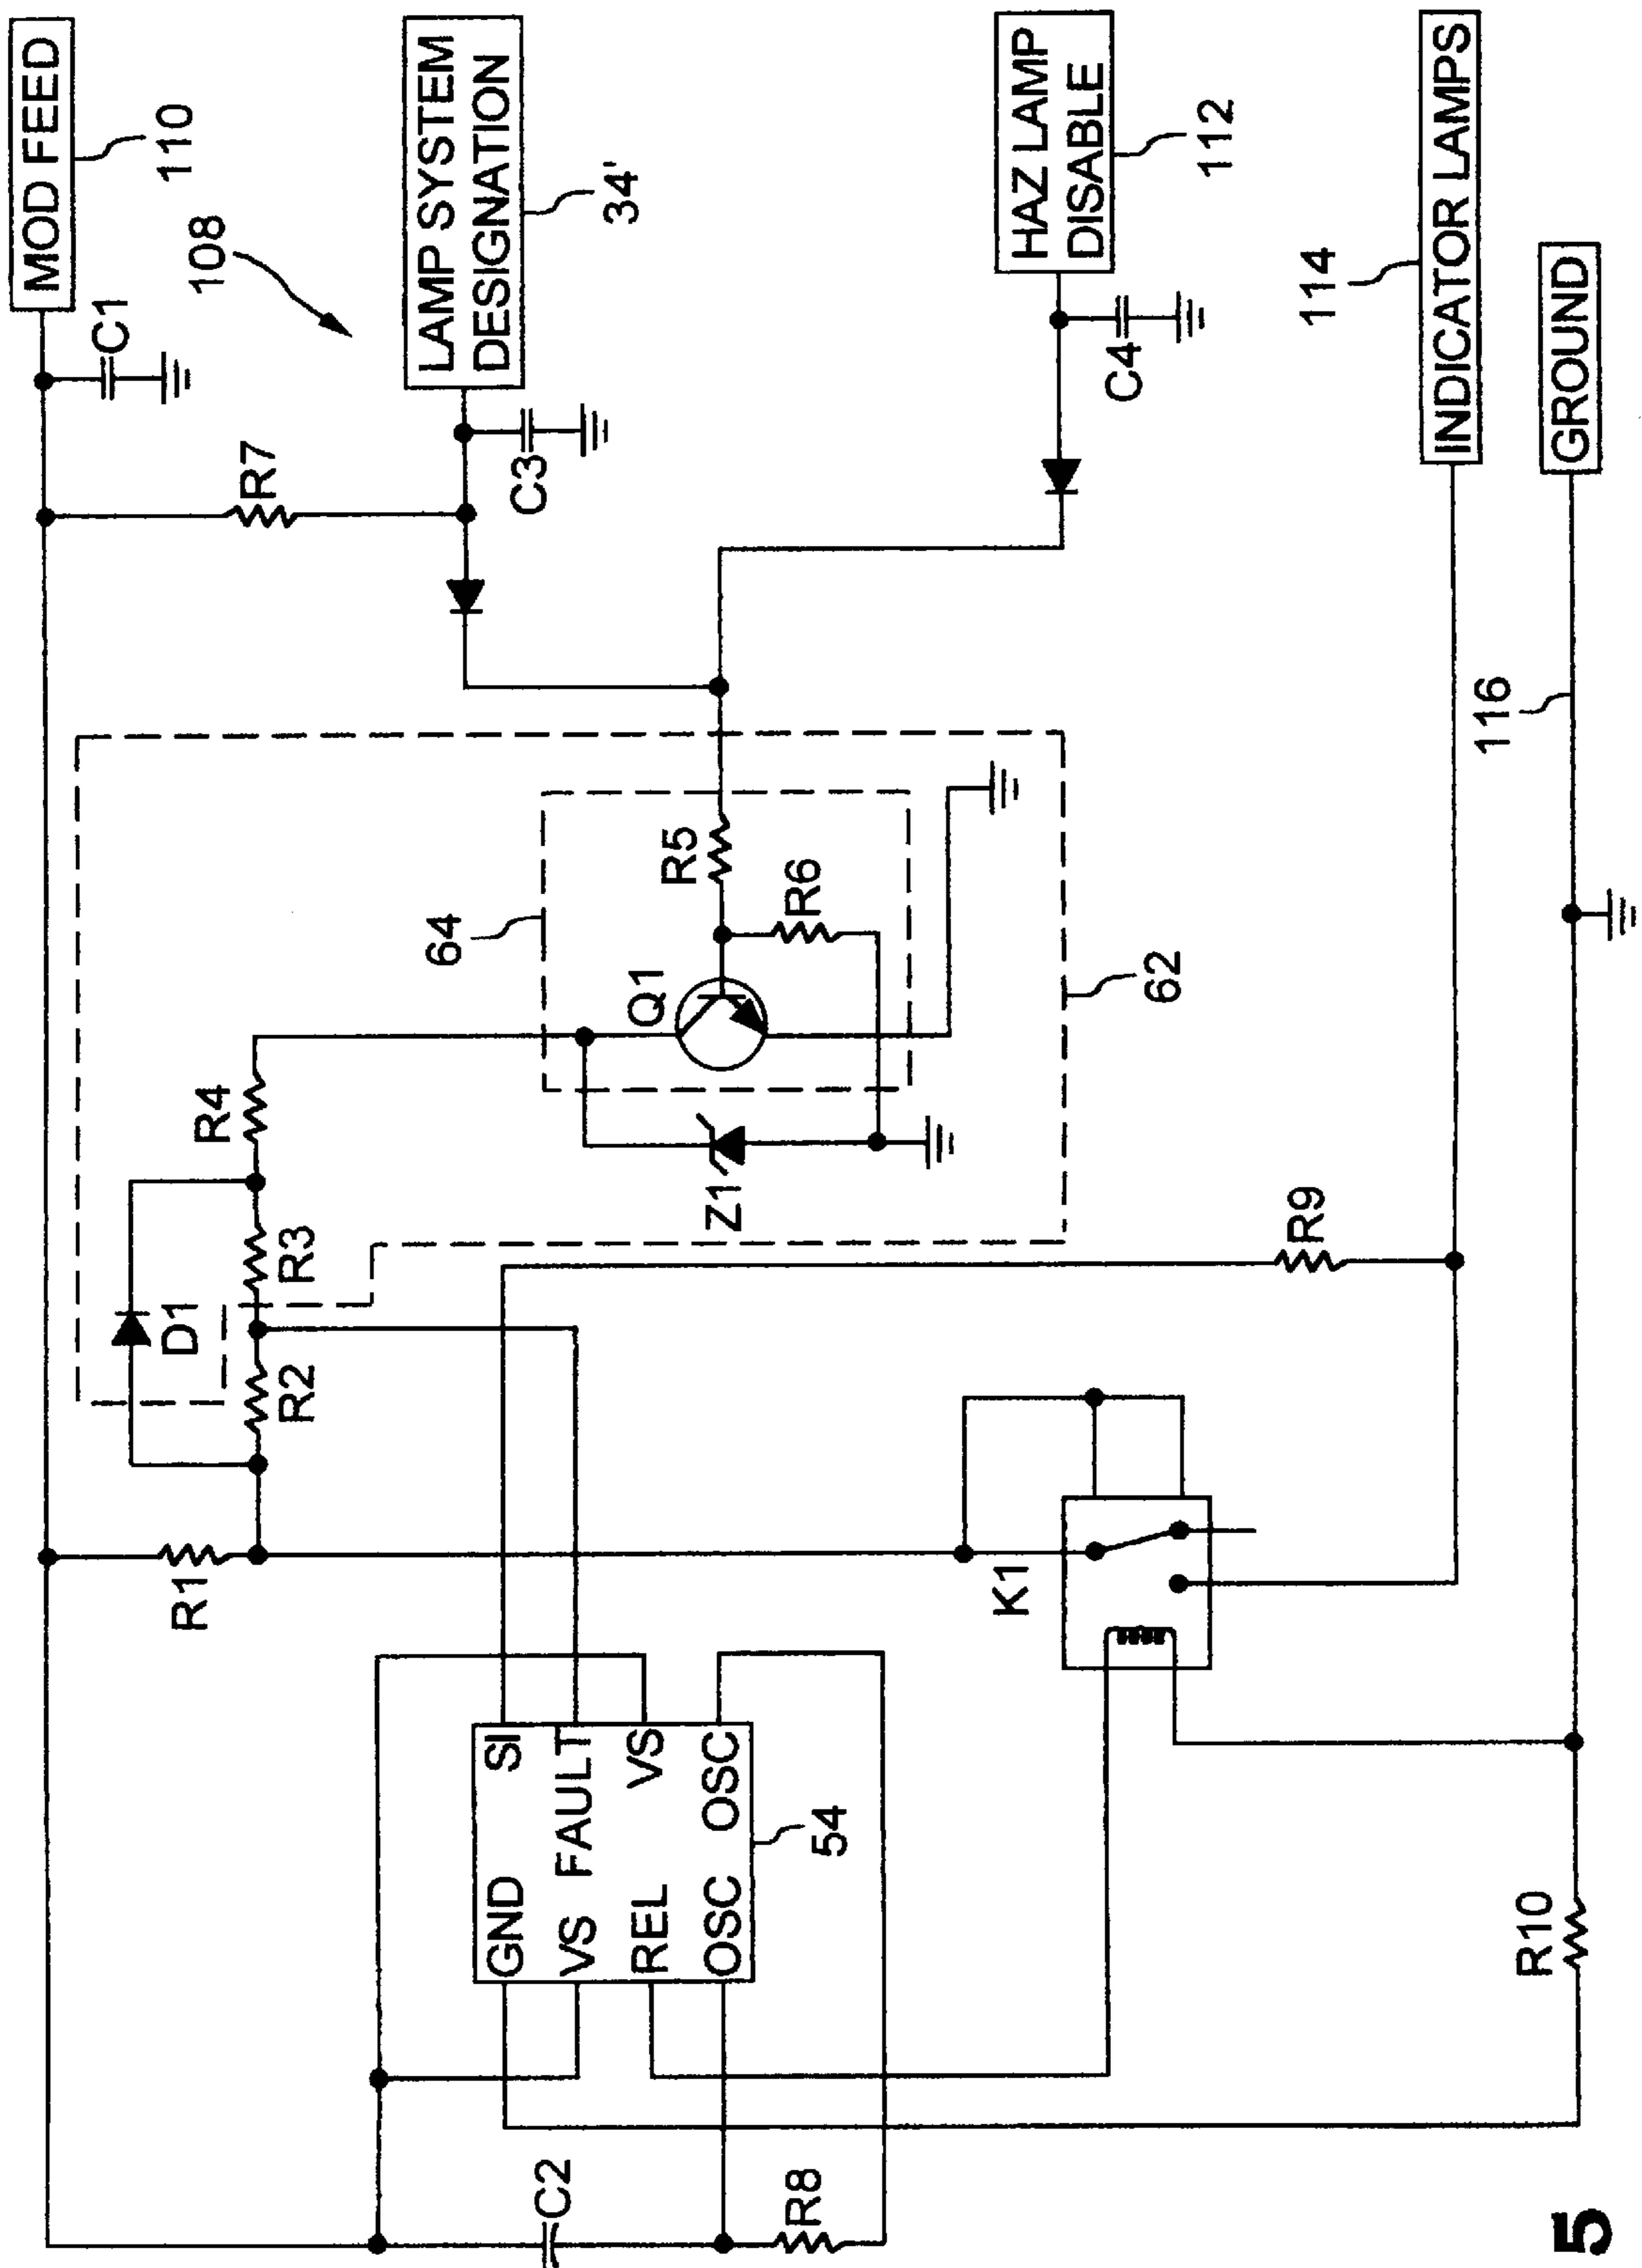 MOD FEED
110
C1
108
LAMP SYSTEM
DESIGNATION
34'
C3
R7
HAZ LAMP
DISABLE
112
C4
INDICATOR LAMPS
114
GROUND
116
64
R5
R6
Q1
62
R4
Z1
R3
D1
R2
R9
R1
K1
SI
FAULT
VS
OSC
GND
VS
REL
OSC
54
R10
C2
R8
5